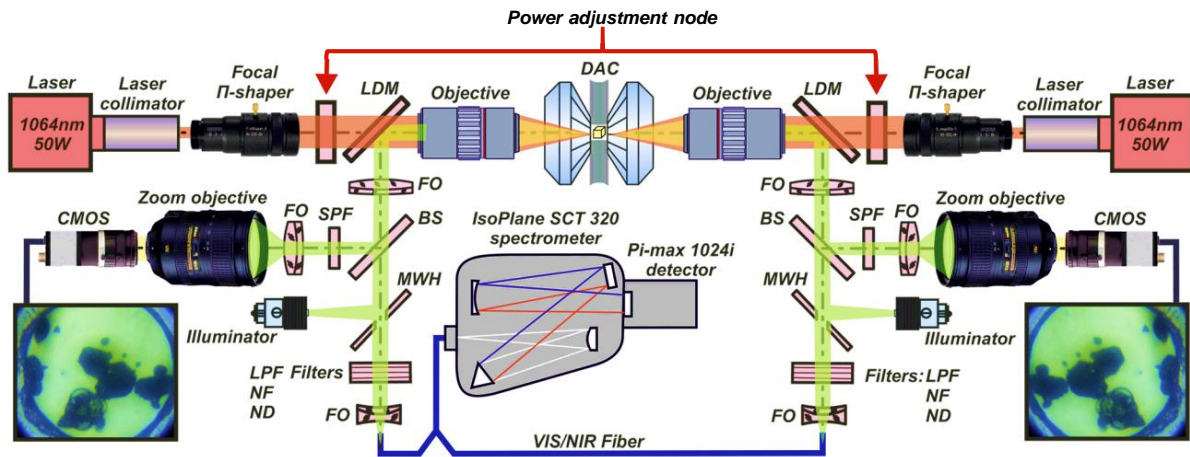 Power adjustment node
Laser
1064nm
50W
Laser
collimator
Focal
П-shaper
LDM
Objective
DAC
Objective
LDM
Focal
П-shaper
Laser
collimator
Laser
1064nm
50W
FO
FO
CMOS
Zoom objective
FO
SPF
BS
IsoPlane SCT 320
spectrometer
Pi-max 1024i
detector
BS
SPF
FO
Zoom objective
CMOS
MWH
MWH
Illuminator
Illuminator
LPF Filters
NF
ND
Filters: LPF
NF
ND
FO
FO
VIS/NIR Fiber